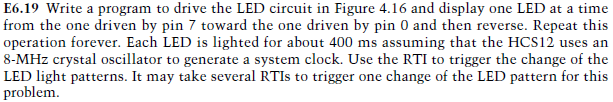 E6.19 Write a program to drive the LED circuit in Figure 4.16 and display one LED at a time
from the one driven by pin 7 toward the one driven by pin 0 and then reverse. Repeat this
operation forever. Each LED is lighted for about 400 ms assuming that the HCS12 uses an
8-MHz crystal oscillator to generate a system clock. Use the RTI to trigger the change of the
LED light patterns. It may take several RTIs to trigger one change of the LED pattern for this
problem.